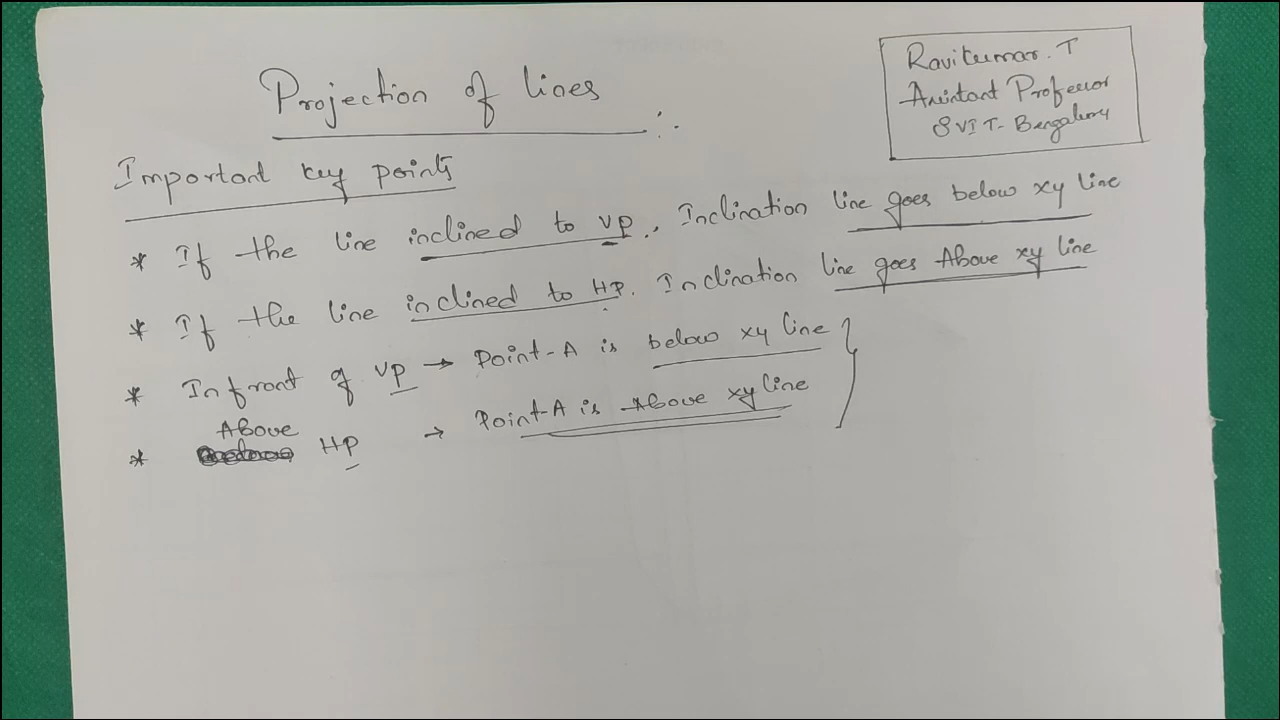 Projection of lines :-
Ravikumar. T
Assistant Professor
SVIT- Bengaluru
Important key points
* If the line inclined to VP., Inclination line goes below xy line
* If the line inclined to HP. Inclination line goes Above xy line
* Infront of VP → Point-A is below xy line }
* Above HP → Point-A is Above xy line